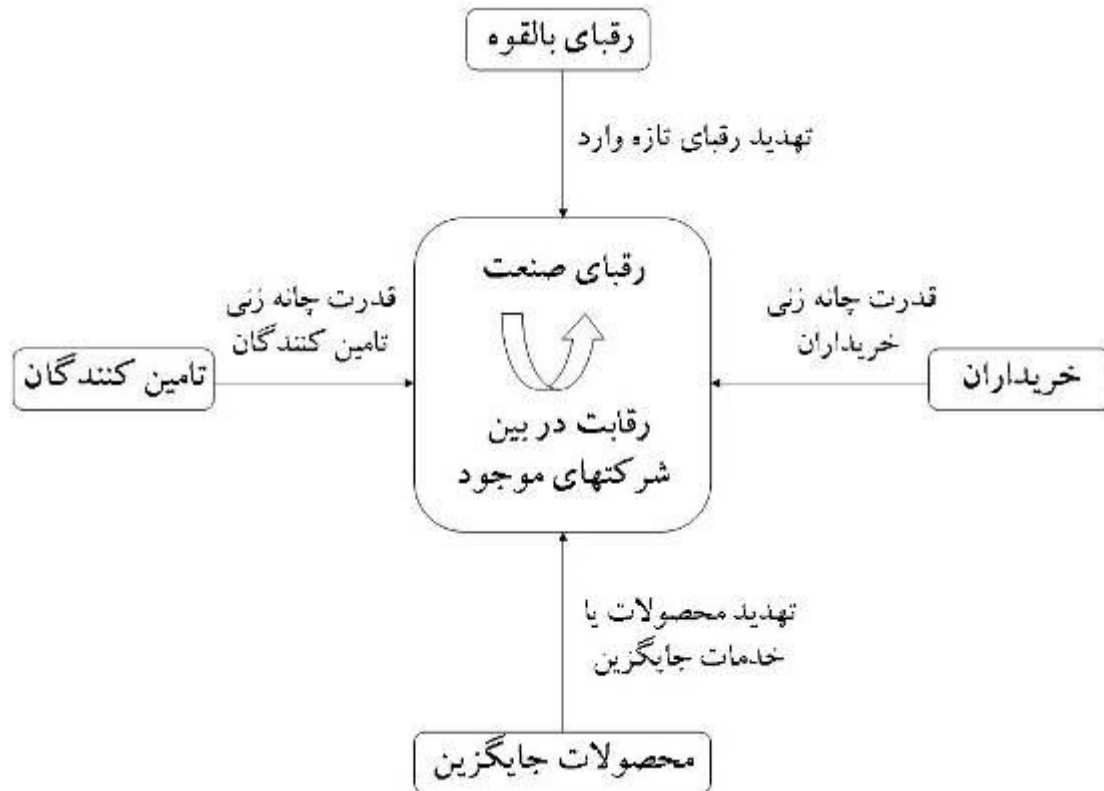 رقبای بالقوه
تهدید رقبای تازه وارد
رقبای صنعت
قدرت چانه زنی
خریداران
خریداران
قدرت چانه زنی
تامین کنندگان
تامین کنندگان
رقابت در بین
شرکتهای موجود
تهدید محصولات یا
خدمات جایگزین
محصولات جایگزین